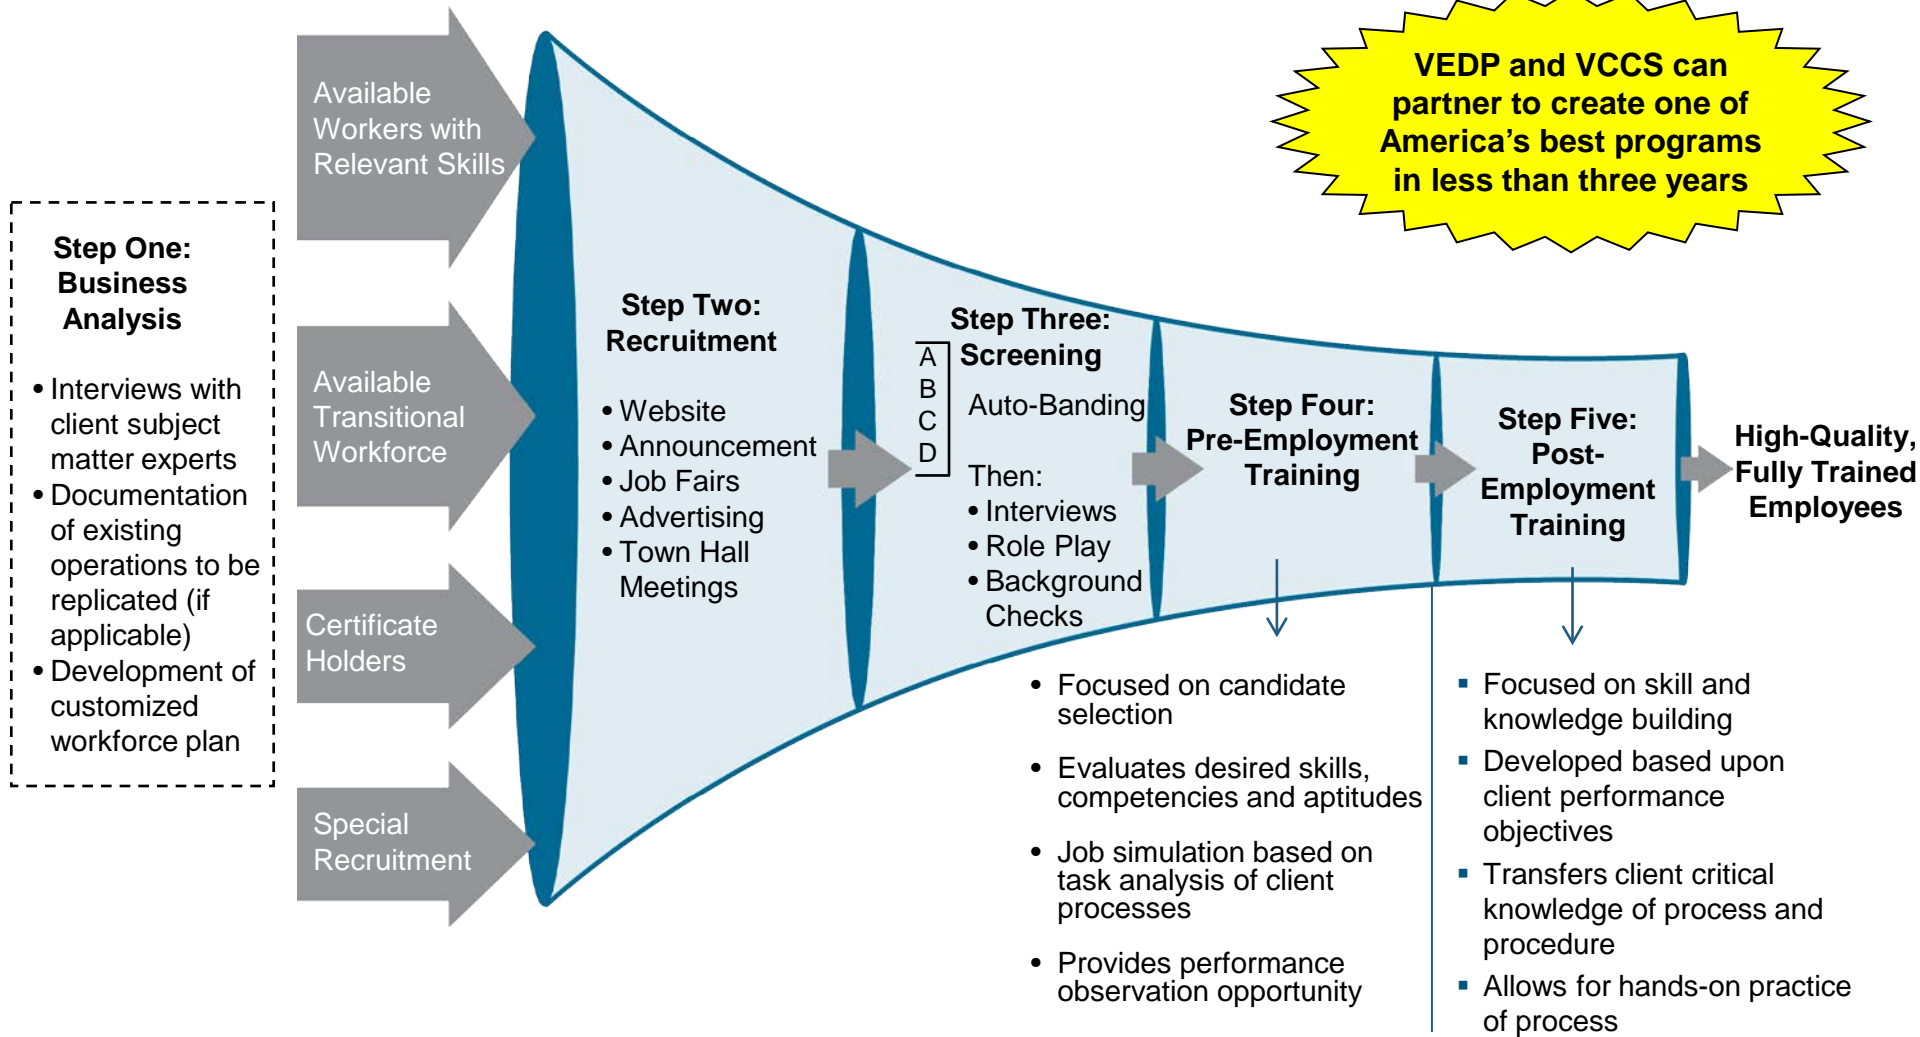 VEDP and VCCS can
partner to create one of
America's best programs
in less than three years
Step One:
Business
Analysis
• Interviews with
client subject
matter experts
• Documentation
of existing
operations to be
replicated (if
applicable)
• Development of
customized
workforce plan
Available
Workers with
Relevant Skills
Available
Transitional
Workforce
Certificate
Holders
Special
Recruitment
Step Two:
Recruitment
• Website
• Announcement
• Job Fairs
• Advertising
• Town Hall
Meetings
Step Three:
Screening
A
B
C
D
Auto-Banding
Then:
• Interviews
• Role Play
• Background
Checks
Step Four:
Pre-Employment
Training
• Focused on candidate
selection
• Evaluates desired skills,
competencies and aptitudes
• Job simulation based on
task analysis of client
processes
• Provides performance
observation opportunity
Step Five:
Post-
Employment
Training
▪ Focused on skill and
knowledge building
▪ Developed based upon
client performance
objectives
▪ Transfers client critical
knowledge of process and
procedure
▪ Allows for hands-on practice
of process
High-Quality,
Fully Trained
Employees